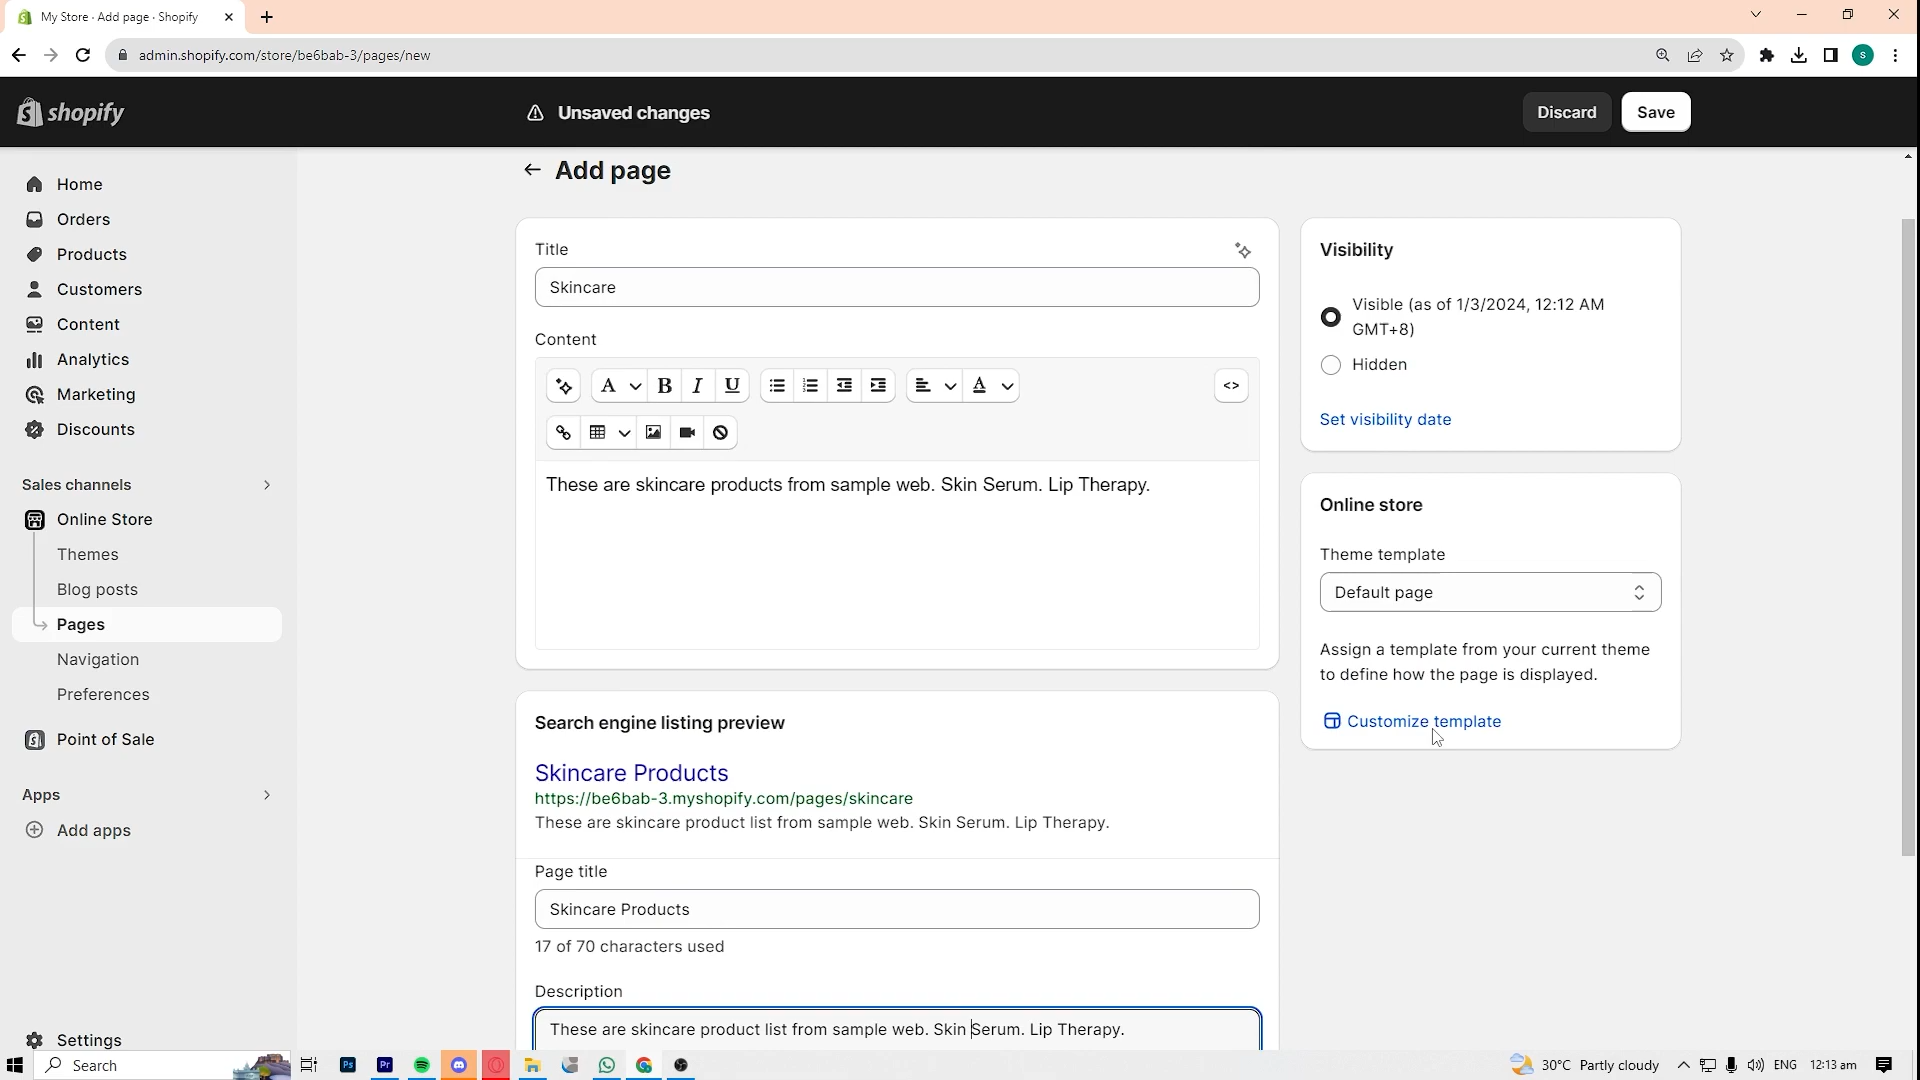 My Store · Add page · Shopify
admin.shopify.com/store/be6bab-3/pages/new
S
shopify
Unsaved changes
Discard
Save
Home
Orders
Products
Customers
Content
Analytics
Marketing
Discounts
Sales channels
Online Store
Themes
Blog posts
Pages
Navigation
Preferences
Point of Sale
Apps
Add apps
Settings
Add page
Title
Skincare
Content
A
B
I
U
A
<>
These are skincare products from sample web. Skin Serum. Lip Therapy.
Search engine listing preview
Skincare Products
https://be6bab-3.myshopify.com/pages/skincare
These are skincare product list from sample web. Skin Serum. Lip Therapy.
Page title
Skincare Products
17 of 70 characters used
Description
These are skincare product list from sample web. Skin Serum. Lip Therapy.
Visibility
Visible (as of 1/3/2024, 12:12 AM
GMT+8)
Hidden
Set visibility date
Online store
Theme template
Default page
Assign a template from your current theme
to define how the page is displayed.
Customize template
Search
Ps
Pr
30°C Partly cloudy
ENG
12:13 am